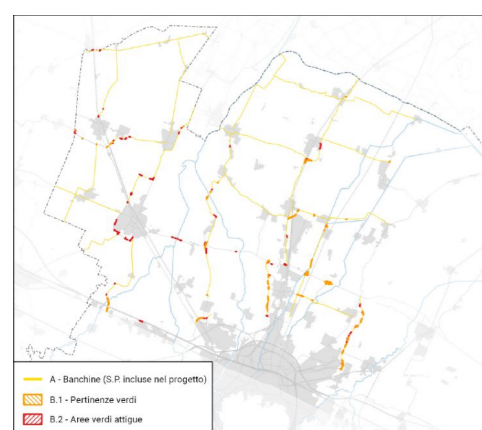 A - Banchine (S.P. incluse nel progetto)
B.1 - Pertinenze verdi
B.2 - Aree verdi attigue